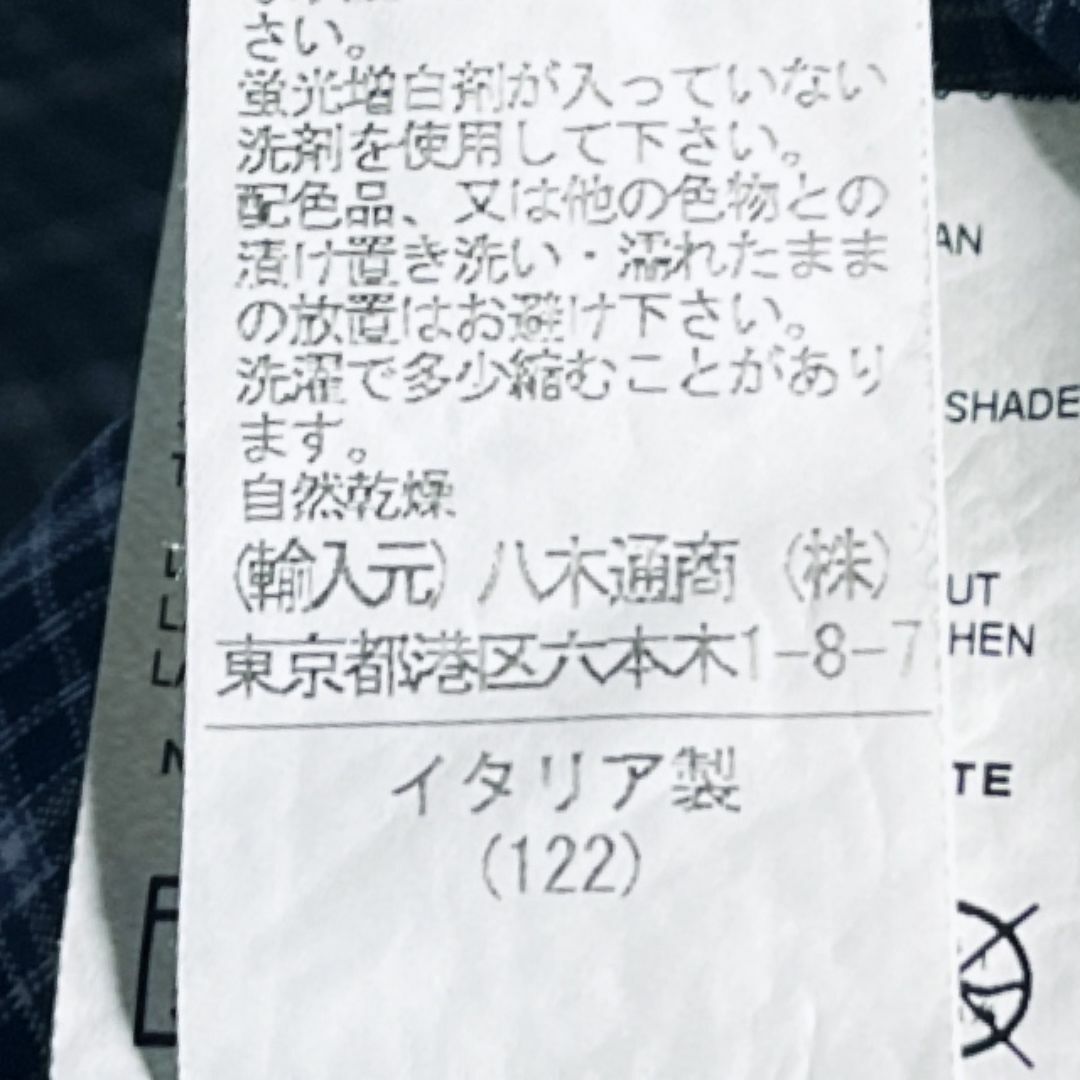 さい。
蛍光増白剤が入っていない
洗剤を使用して下さい。
配色品、又は他の色物との
漬け置き洗い・濡れたまま
の放置はお避け下さい。
洗濯で多少縮むことがあり
ます。
自然乾燥
(輸入元) 八木通商 (株)
東京都港区六本木1-8-7
イタリア製
(122)
AN
SHADE
UT
HEN
TE